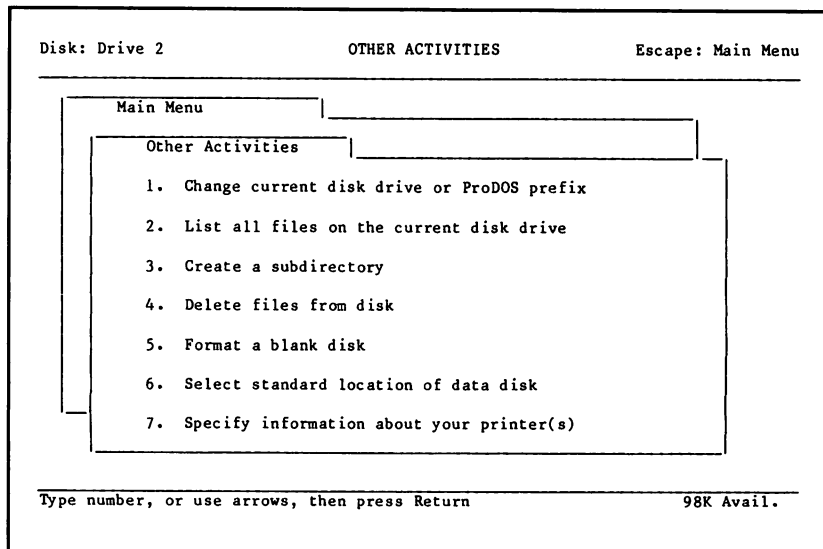 Disk: Drive 2 OTHER ACTIVITIES Escape: Main Menu
Main Menu
Other Activities
1. Change current disk drive or ProDOS prefix
2. List all files on the current disk drive
3. Create a subdirectory
4. Delete files from disk
5. Format a blank disk
6. Select standard location of data disk
7. Specify information about your printer(s)
Type number, or use arrows, then press Return 98K Avail.